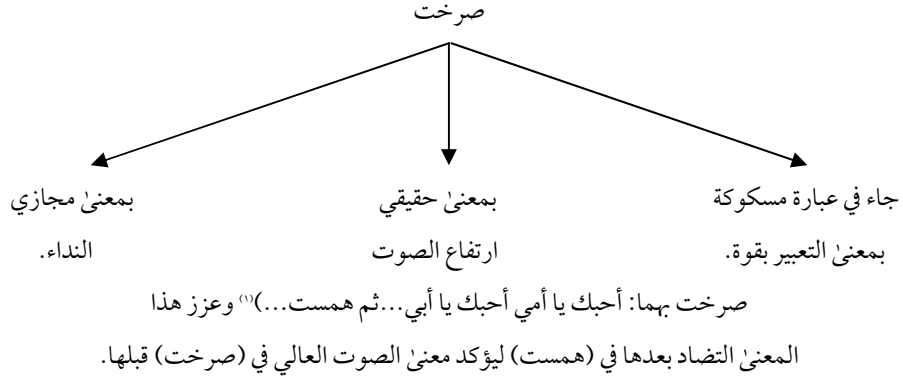 صرخت
جاء في عبارة مسكوكة بمعنىٰ حقيقي بمعنىٰ مجازي
بمعنىٰ التعبير بقوة. ارتفاع الصوت النداء.
صرخت بهما: أحبك يا أمي أحبك يا أبي...ثم همست...)(١) وعزز هذا
المعنىٰ التضاد بعدها في (همست) ليؤكد معنىٰ الصوت العالي في (صرخت) قبلها.